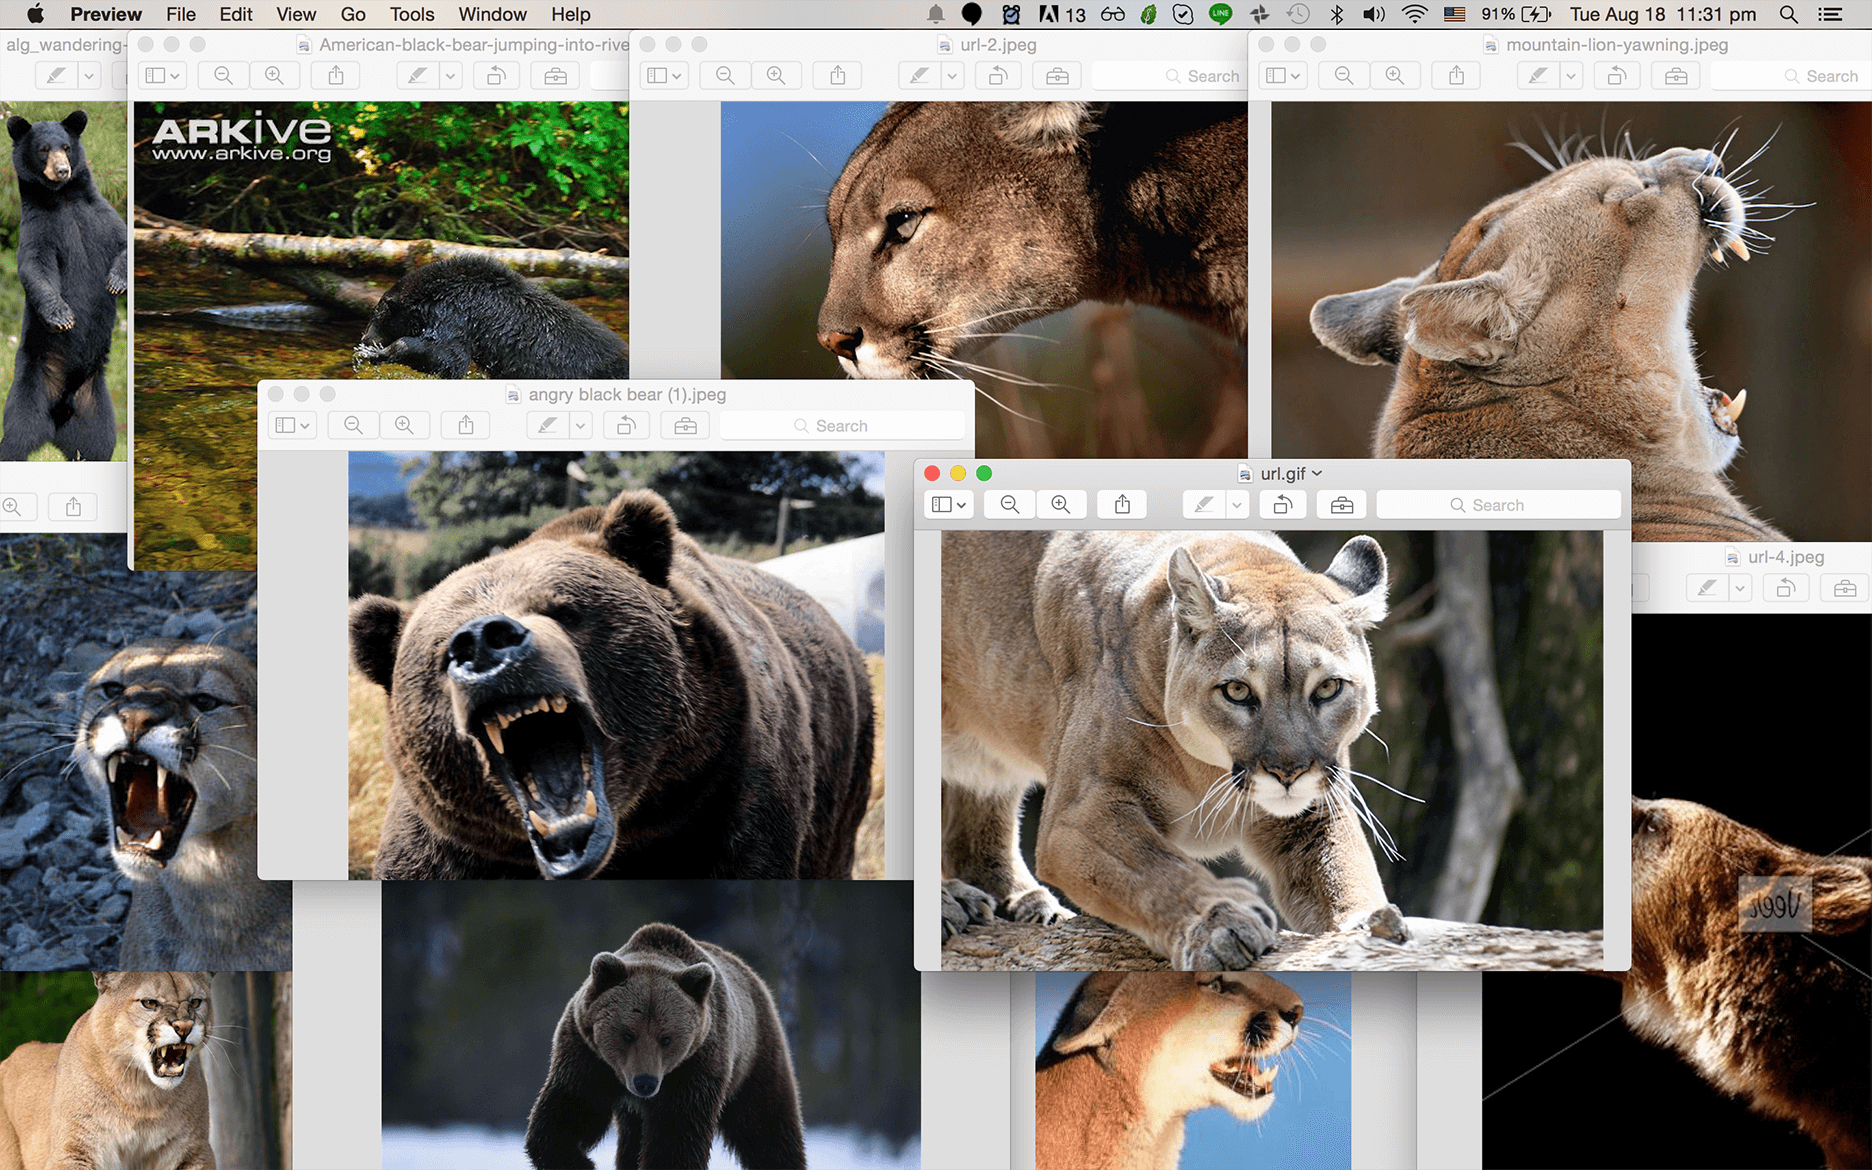 Preview File Edit View Go Tools Window Help 13 LINE 91% Tue Aug 18 11:31 pm
alg_wandering-
American-black-bear-jumping-into-rive
url-2.jpeg
Search
mountain-lion-yawning.jpeg
Search
ARKive
www.arkive.org
angry black bear (1).jpeg
Search
url.gif
Search
url-4.jpeg
Veer